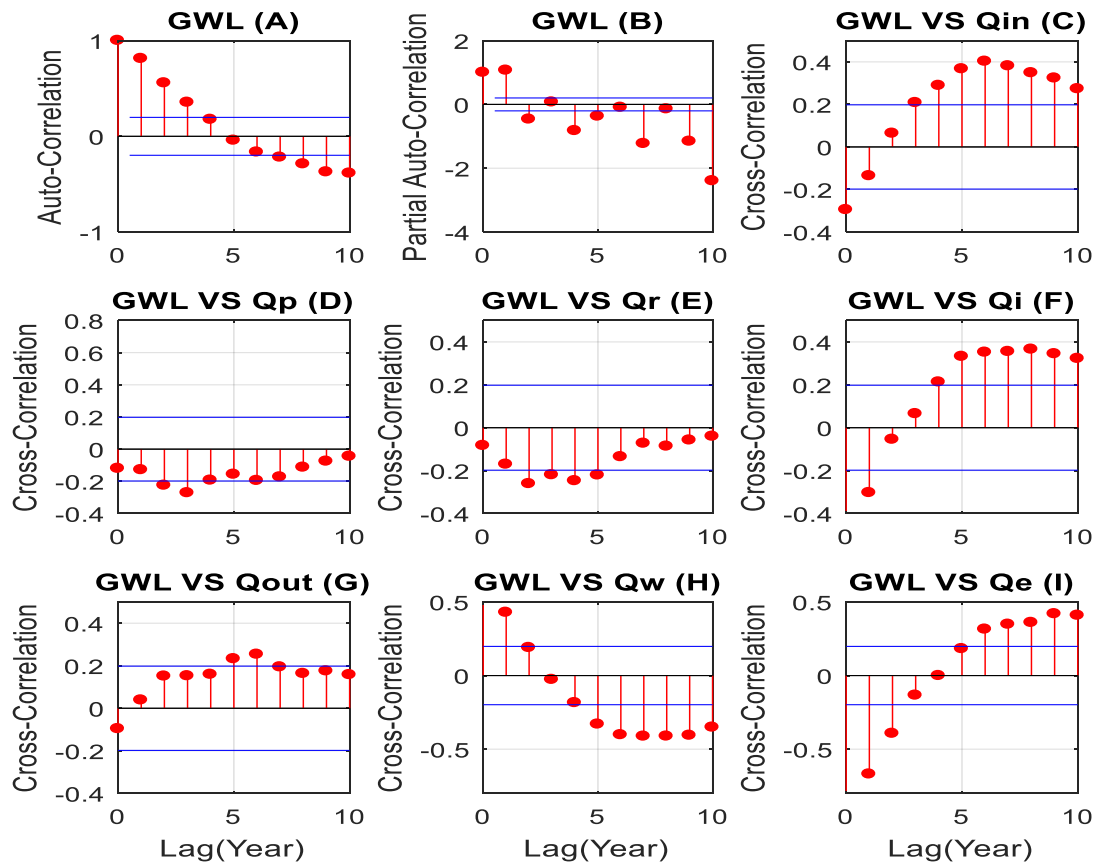 GWL (A)
1
0
-1
Auto-Correlation
0 5 10
GWL (B)
2
0
-2
-4
Partial Auto-Correlation
0 5 10
GWL VS Qin (C)
0.4
0.2
0
-0.2
-0.4
Cross-Correlation
0 5 10
GWL VS Qp (D)
0.8
0.6
0.4
0.2
0
-0.2
-0.4
Cross-Correlation
0 5 10
GWL VS Qr (E)
0.4
0.2
0
-0.2
-0.4
Cross-Correlation
0 5 10
GWL VS Qi (F)
0.4
0.2
0
-0.2
-0.4
Cross-Correlation
0 5 10
GWL VS Qout (G)
0.4
0.2
0
-0.2
-0.4
Cross-Correlation
0 5 10
Lag(Year)
GWL VS Qw (H)
0.5
0
-0.5
Cross-Correlation
0 5 10
Lag(Year)
GWL VS Qe (I)
0.5
0
-0.5
Cross-Correlation
0 5 10
Lag(Year)